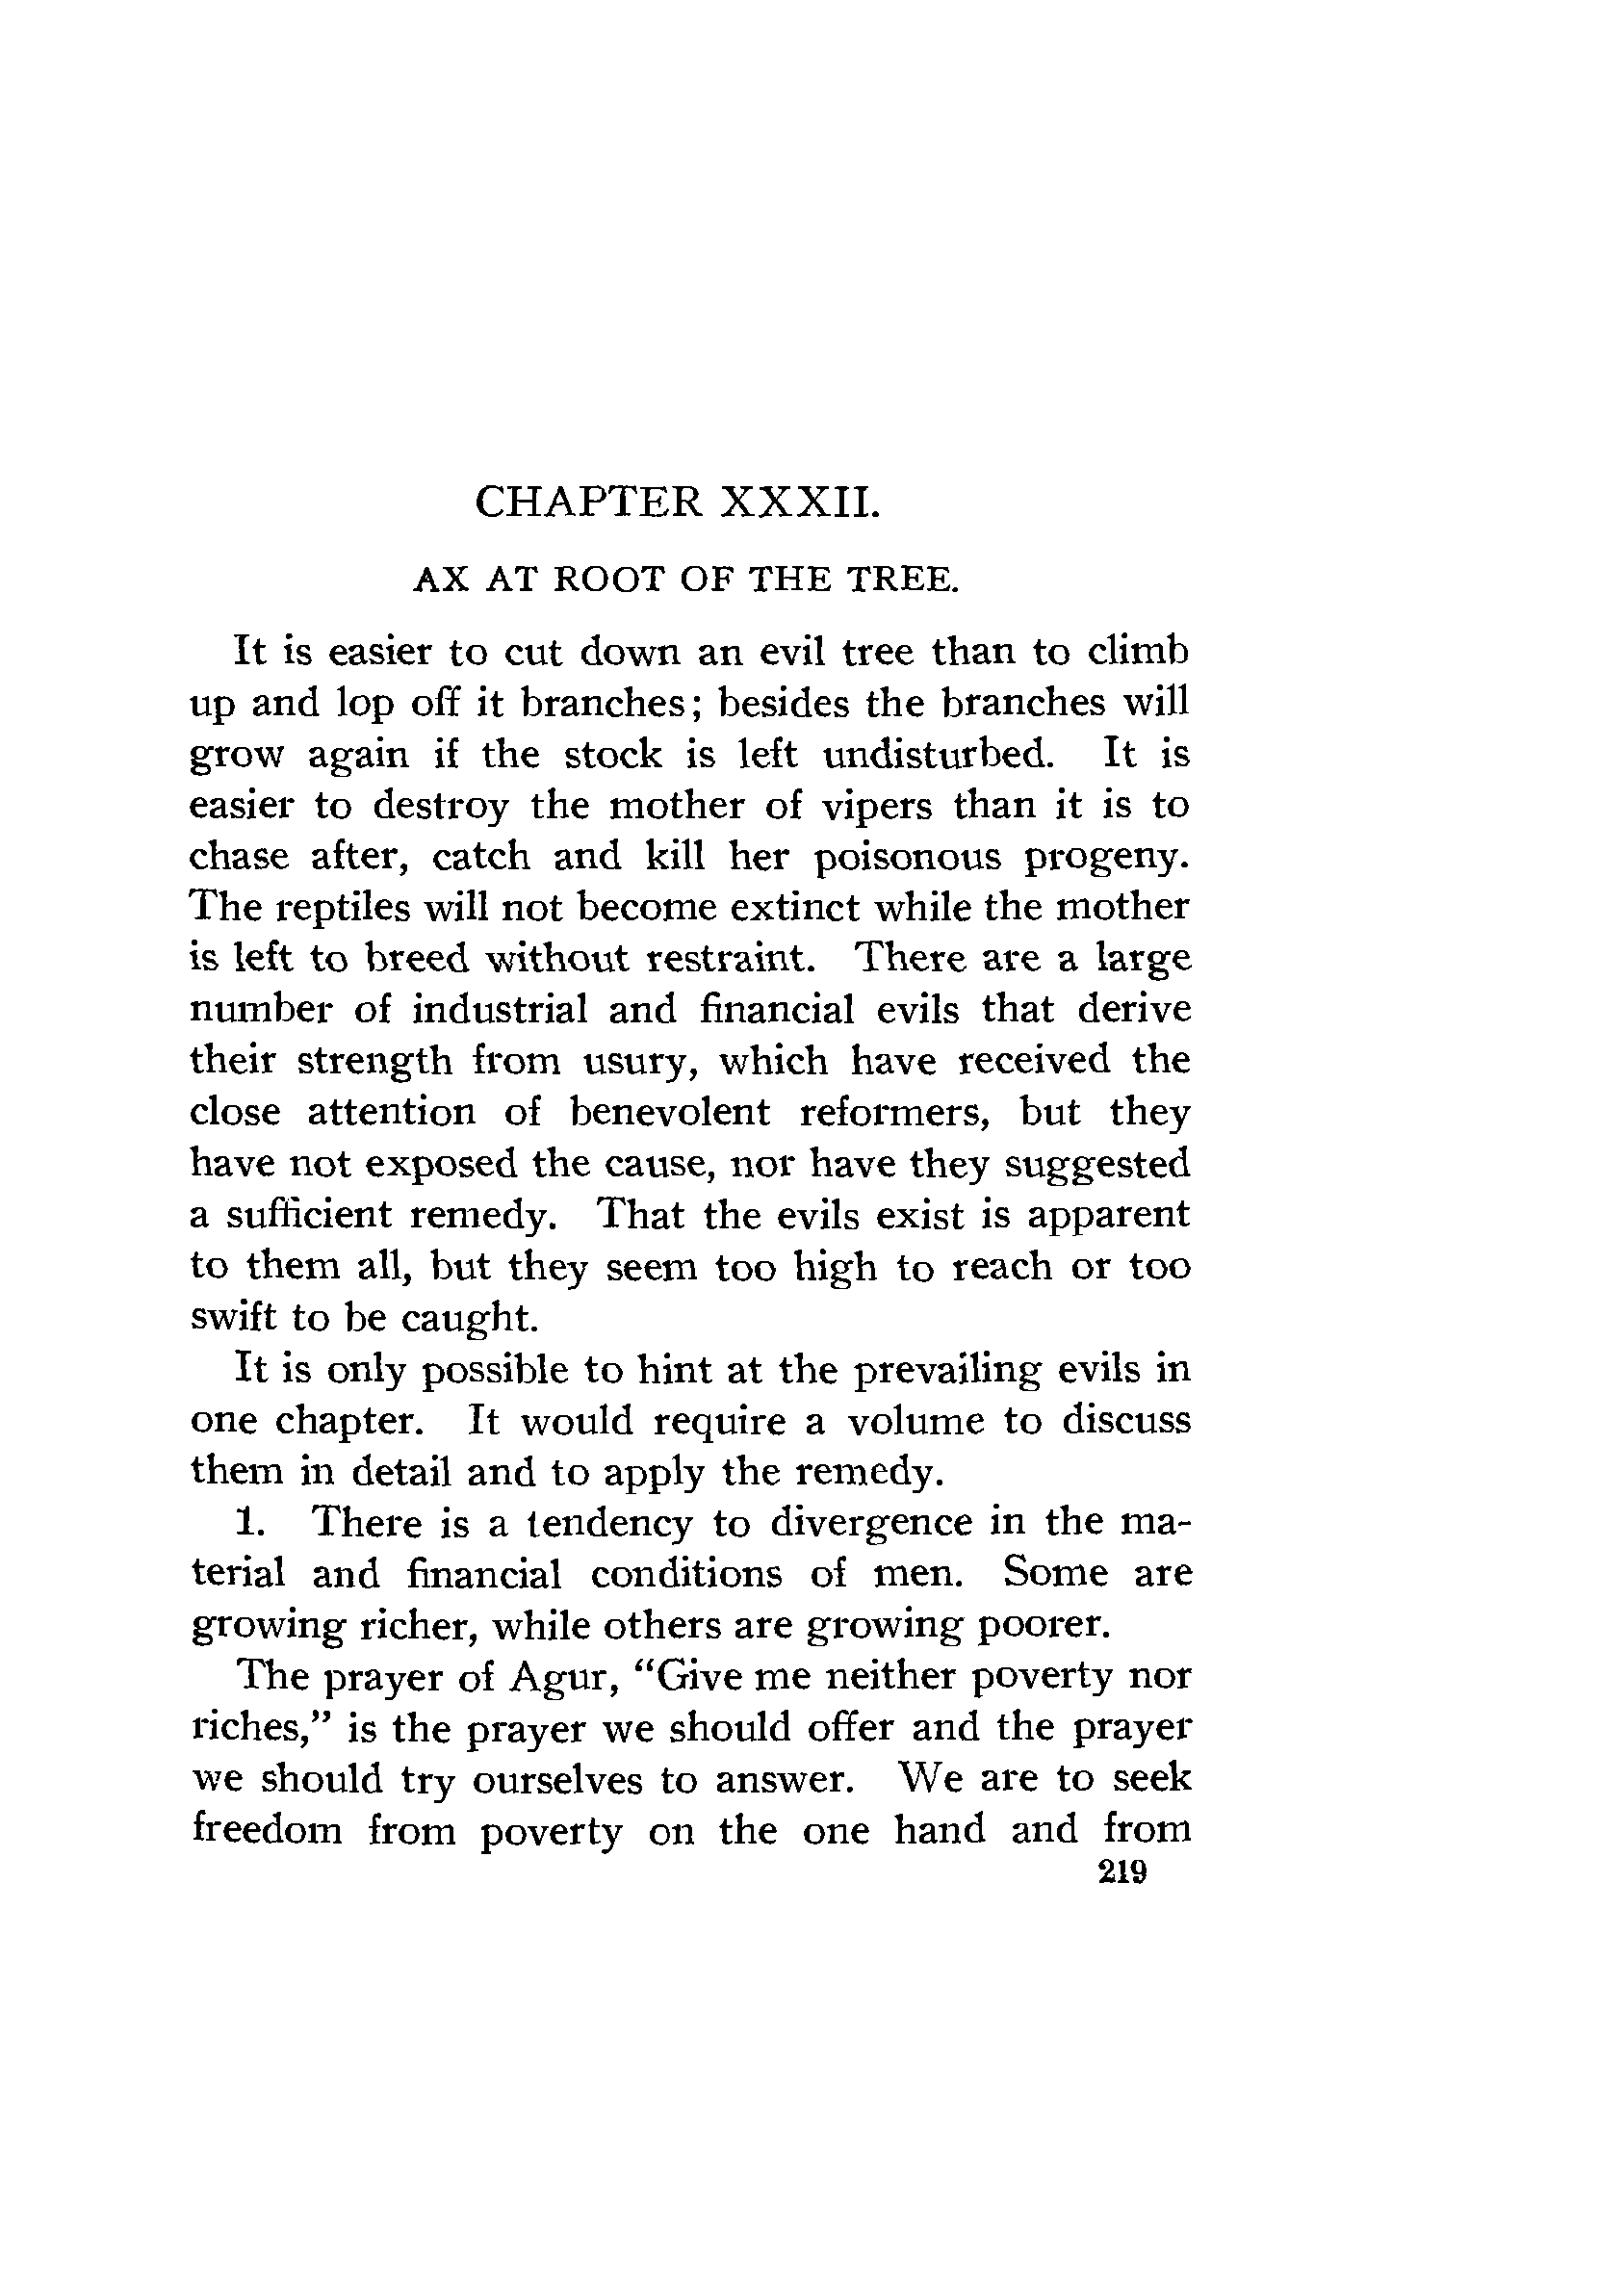 CHAPTER XXXII.
AX AT ROOT OF THE TREE.
It is easier to cut down an evil tree than to climb
up and lop off it branches; besides the branches will
grow again if the stock is left undisturbed. It is
easier to destroy the mother of vipers than it is to
chase after, catch and kill her poisonous progeny.
The reptiles will not become extinct while the mother
is left to breed without restraint. There are a large
number of industrial and financial evils that derive
their strength from usury, which have received the
close attention of benevolent reformers, but they
have not exposed the cause, nor have they suggested
a sufficient remedy. That the evils exist is apparent
to them all, but they seem too high to reach or too
swift to be caught.
It is only possible to hint at the prevailing evils in
one chapter. It would require a volume to discuss
them in detail and to apply the remedy.
1. There is a tendency to divergence in the ma-
terial and financial conditions of men. Some are
growing richer, while others are growing poorer.
The prayer of Agur, “Give me neither poverty nor
riches,” is the prayer we should offer and the prayer
we should try ourselves to answer. We are to seek
freedom from poverty on the one hand and from
219